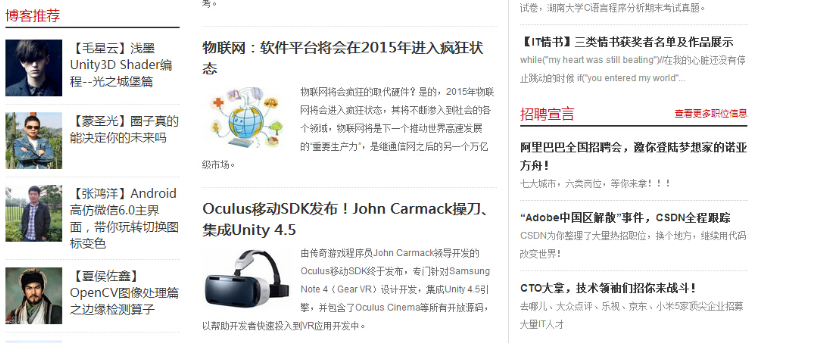 博客推荐
【毛星云】浅墨
Unity3D Shader编
程--光之城堡篇
【蒙圣光】圈子真的
能决定你的未来吗
【张鸿洋】Android
高仿微信6.0主界
面，带你玩转切换图
标变色
【夏侯佐鑫】
OpenCV图像处理篇
之边缘检测算子
考。
物联网：软件平台将会在2015年进入疯狂状
态
物联网将会疯狂的取代硬件？是的，2015年物联
网将会进入疯狂状态，其将不断渗入到社会的各
个领域，物联网将是下一个推动世界高速发展
的“重要生产力”，是继通信网之后的另一个万亿
级市场。
Oculus移动SDK发布！John Carmack操刀、
集成Unity 4.5
由传奇游戏程序员John Carmack领导开发的
Oculus移动SDK终于发布，专门针对Samsung
Note 4（Gear VR）设计开发，集成Unity 4.5引
擎，并包含了Oculus Cinema等所有开放源码，
以帮助开发者快速投入到VR应用开发中。
试卷，湖南大学C语言程序分析期末考试真题。
【IT情书】三类情书获奖者名单及作品展示
while("my heart was still beating")//在我的心脏还没有停
止跳动的时候 if("you entered my world"...
招聘宣言
查看更多职位信息
阿里巴巴全国招聘会，邀你登陆梦想家的诺亚
方舟！
七大城市，六类岗位，等你来拿！！！
“Adobe中国区解散”事件，CSDN全程跟踪
CSDN为你整理了大量热招职位，换个地方，继续用代码
改变世界！
CTO大掌，技术领袖们招你来战斗！
去哪儿、大众点评、乐视、京东、小米5家顶尖企业招募
大量IT人才